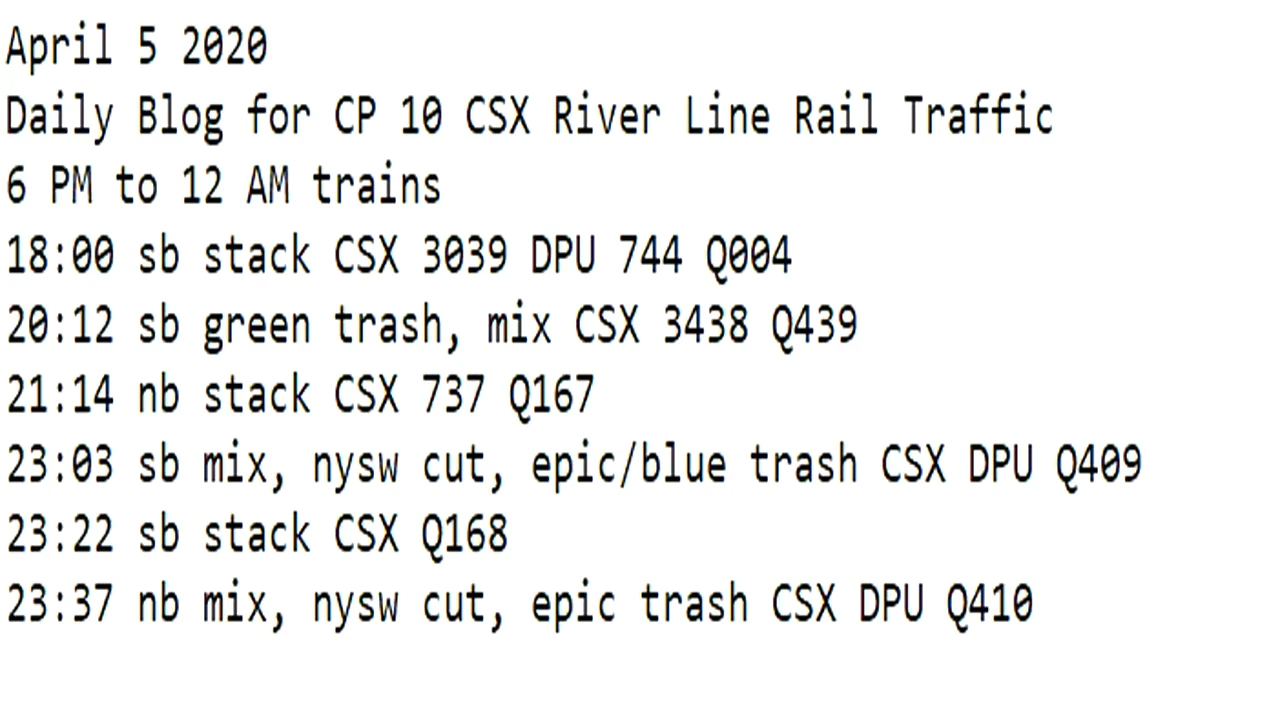 April 5 2020
Daily Blog for CP 10 CSX River Line Rail Traffic
6 PM to 12 AM trains
18:00 sb stack CSX 3039 DPU 744 Q004
20:12 sb green trash, mix CSX 3438 Q439
21:14 nb stack CSX 737 Q167
23:03 sb mix, nysw cut, epic/blue trash CSX DPU Q409
23:22 sb stack CSX Q168
23:37 nb mix, nysw cut, epic trash CSX DPU Q410